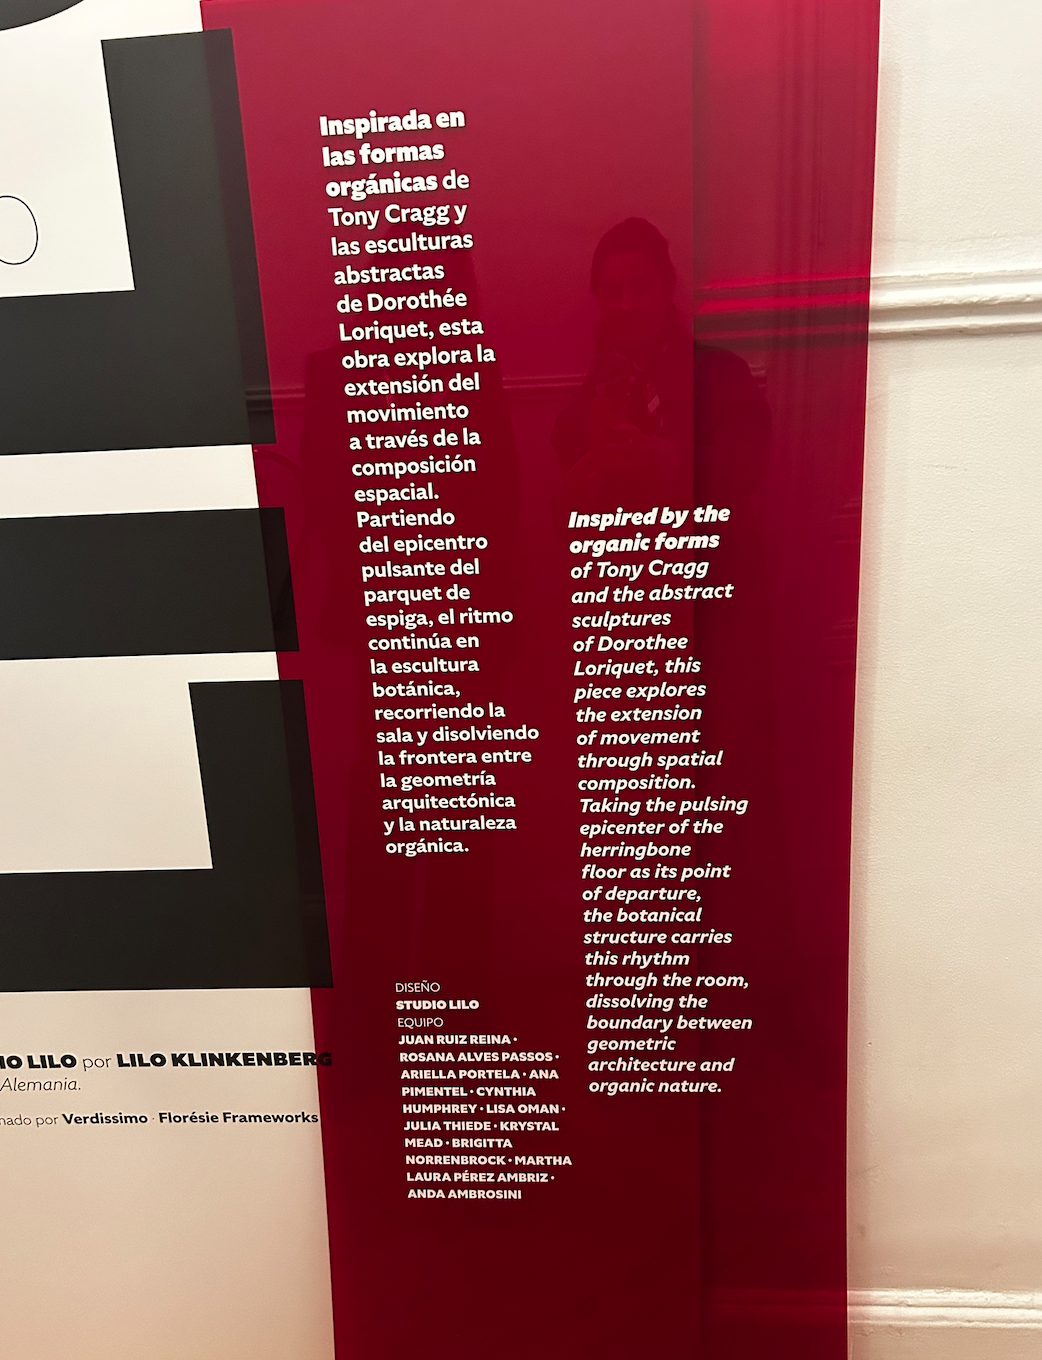 Inspirada en
las formas
orgánicas de
Tony Cragg y
las esculturas
abstractas
de Dorothée
Loriquet, esta
obra explora la
extensión del
movimiento
a través de la
composición
espacial.
Partiendo
del epicentro
pulsante del
parquet de
espiga, el ritmo
continúa en
la escultura
botánica,
recorriendo la
sala y disolviendo
la frontera entre
la geometría
arquitectónica
y la naturaleza
orgánica.
Inspired by the
organic forms
of Tony Cragg
and the abstract
sculptures
of Dorothee
Loriquet, this
piece explores
the extension
of movement
through spatial
composition.
Taking the pulsing
epicenter of the
herringbone
floor as its point
of departure,
the botanical
structure carries
this rhythm
through the room,
dissolving the
boundary between
geometric
architecture and
organic nature.
DISEÑO
STUDIO LILO
EQUIPO
JUAN RUIZ REINA •
ROSANA ALVES PASSOS •
ARIELLA PORTELA • ANA
PIMENTEL • CYNTHIA
HUMPHREY • LISA OMAN •
JULIA THIEDE • KRYSTAL
MEAD • BRIGITTA
NORRENBROCK • MARTHA
LAURA PÉREZ AMBRIZ •
ANDA AMBROSINI
LILO por LILO KLINKENBERG
Alemania.
por Verdissimo · Florésie Frameworks